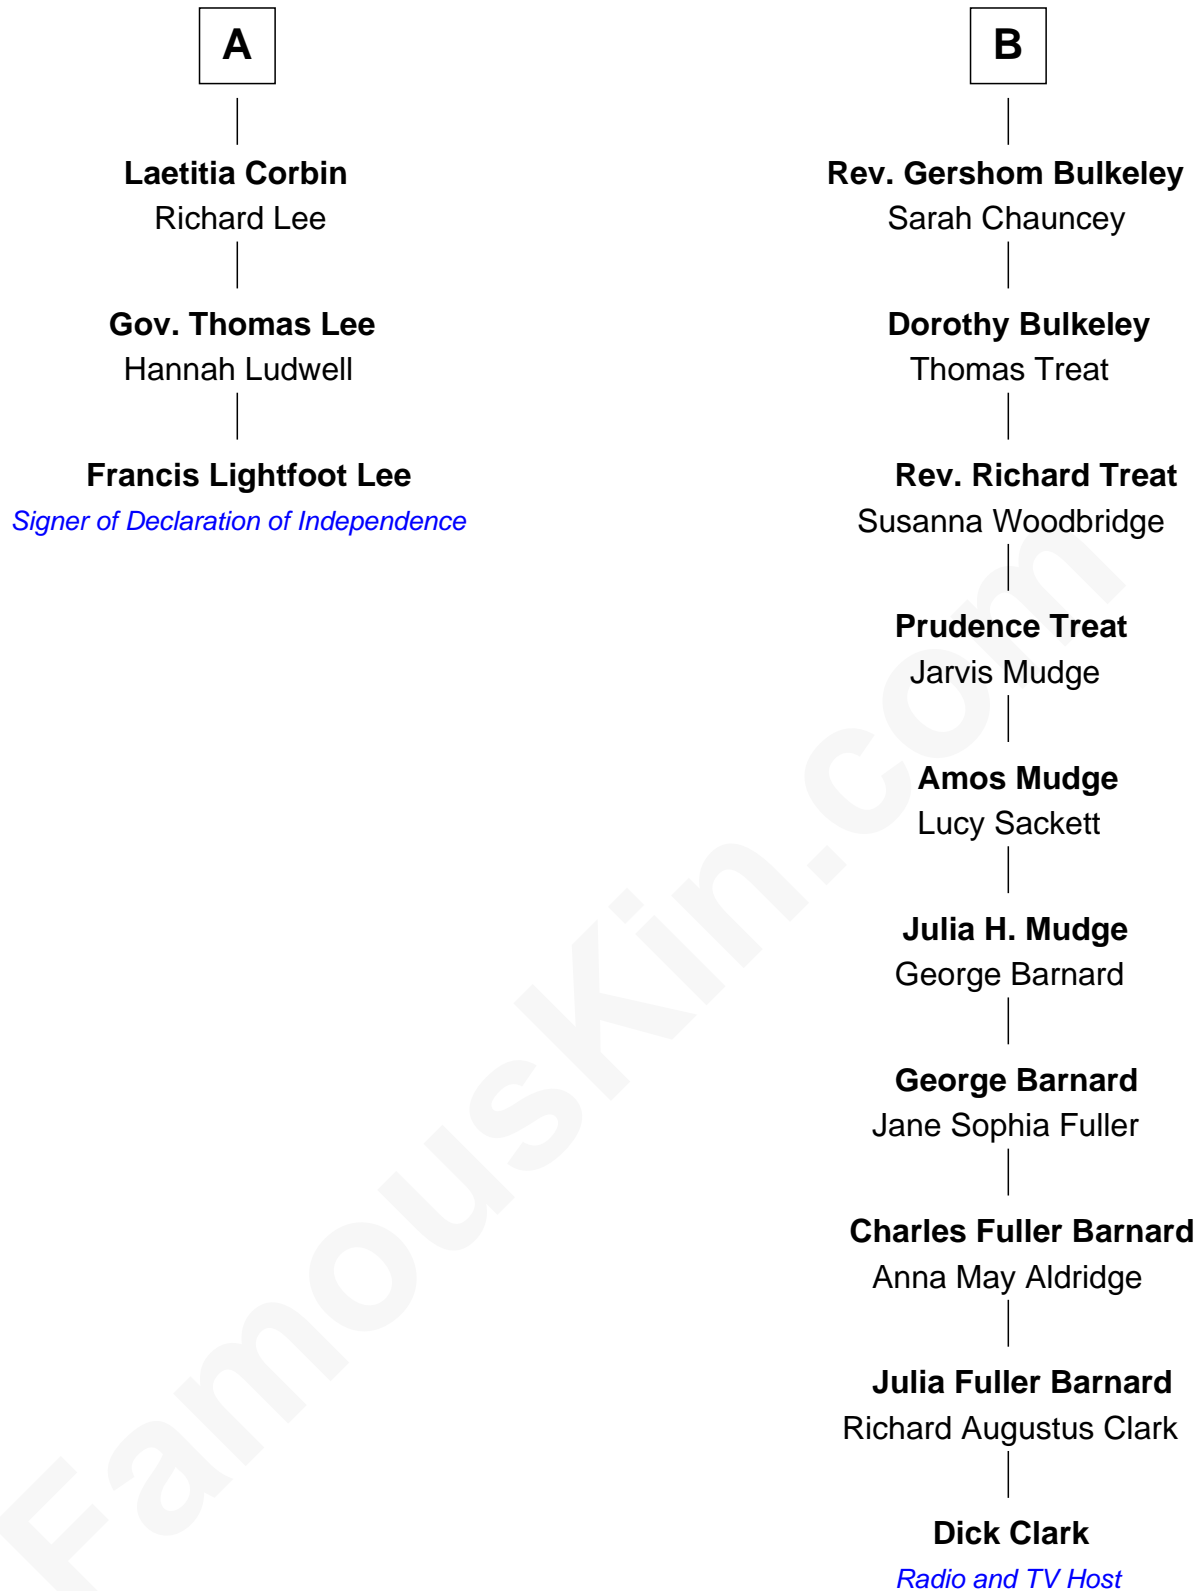 A
Laetitia Corbin
Richard Lee
Gov. Thomas Lee
Hannah Ludwell
Francis Lightfoot Lee
Signer of Declaration of Independence
B
Rev. Gershom Bulkeley
Sarah Chauncey
Dorothy Bulkeley
Thomas Treat
Rev. Richard Treat
Susanna Woodbridge
Prudence Treat
Jarvis Mudge
Amos Mudge
Lucy Sackett
Julia H. Mudge
George Barnard
George Barnard
Jane Sophia Fuller
Charles Fuller Barnard
Anna May Aldridge
Julia Fuller Barnard
Richard Augustus Clark
Dick Clark
Radio and TV Host
FamousKin.com